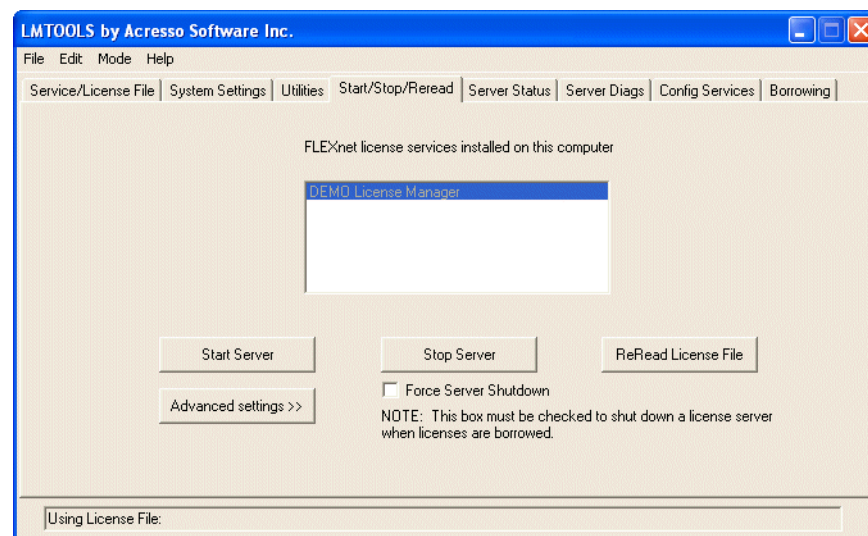 LMTOOLS by Acresso Software Inc.
File Edit Mode Help
Service/License File System Settings Utilities Start/Stop/Reread Server Status Server Diags Config Services Borrowing
FLEXnet license services installed on this computer
DEMO License Manager
Start Server Stop Server ReRead License File
Advanced settings >> Force Server Shutdown
NOTE: This box must be checked to shut down a license server
when licenses are borrowed.
Using License File: